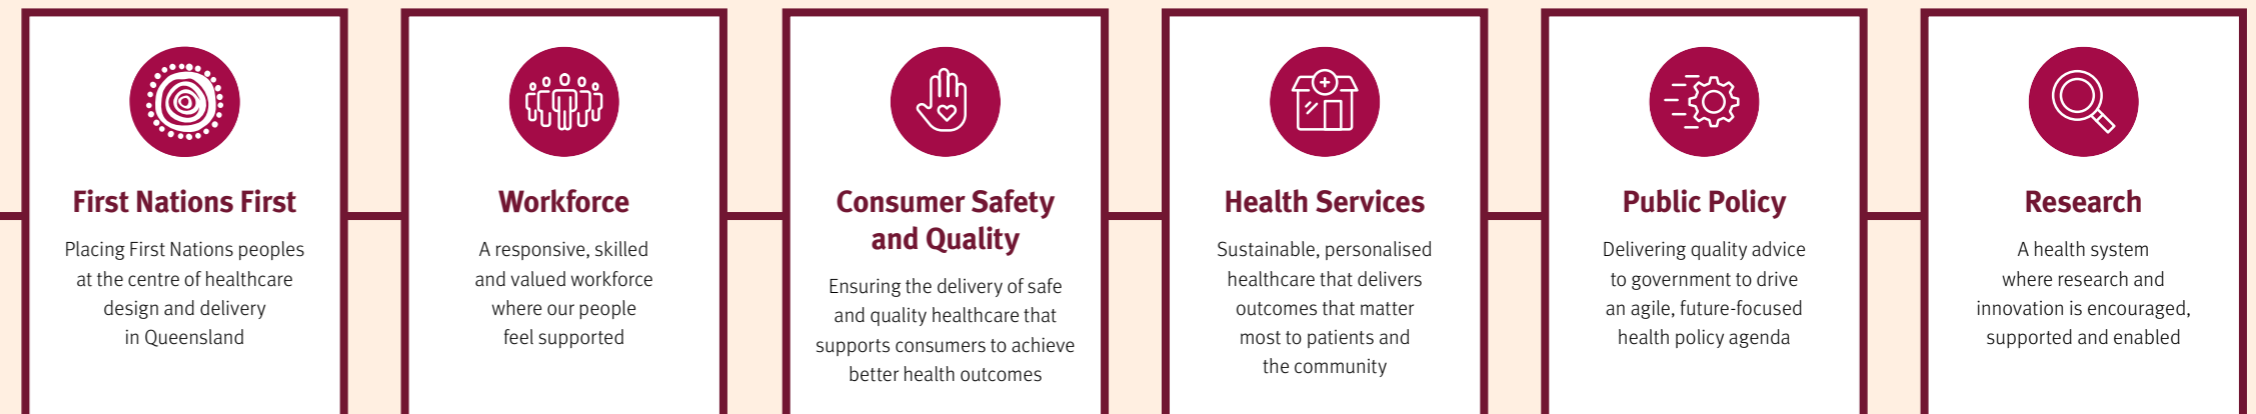 First Nations First
Placing First Nations peoples
at the centre of healthcare
design and delivery
in Queensland
Workforce
A responsive, skilled
and valued workforce
where our people
feel supported
Consumer Safety
and Quality
Ensuring the delivery of safe
and quality healthcare that
supports consumers to achieve
better health outcomes
Health Services
Sustainable, personalised
healthcare that delivers
outcomes that matter
most to patients and
the community
Public Policy
Delivering quality advice
to government to drive
an agile, future-focused
health policy agenda
Research
A health system
where research and
innovation is encouraged,
supported and enabled